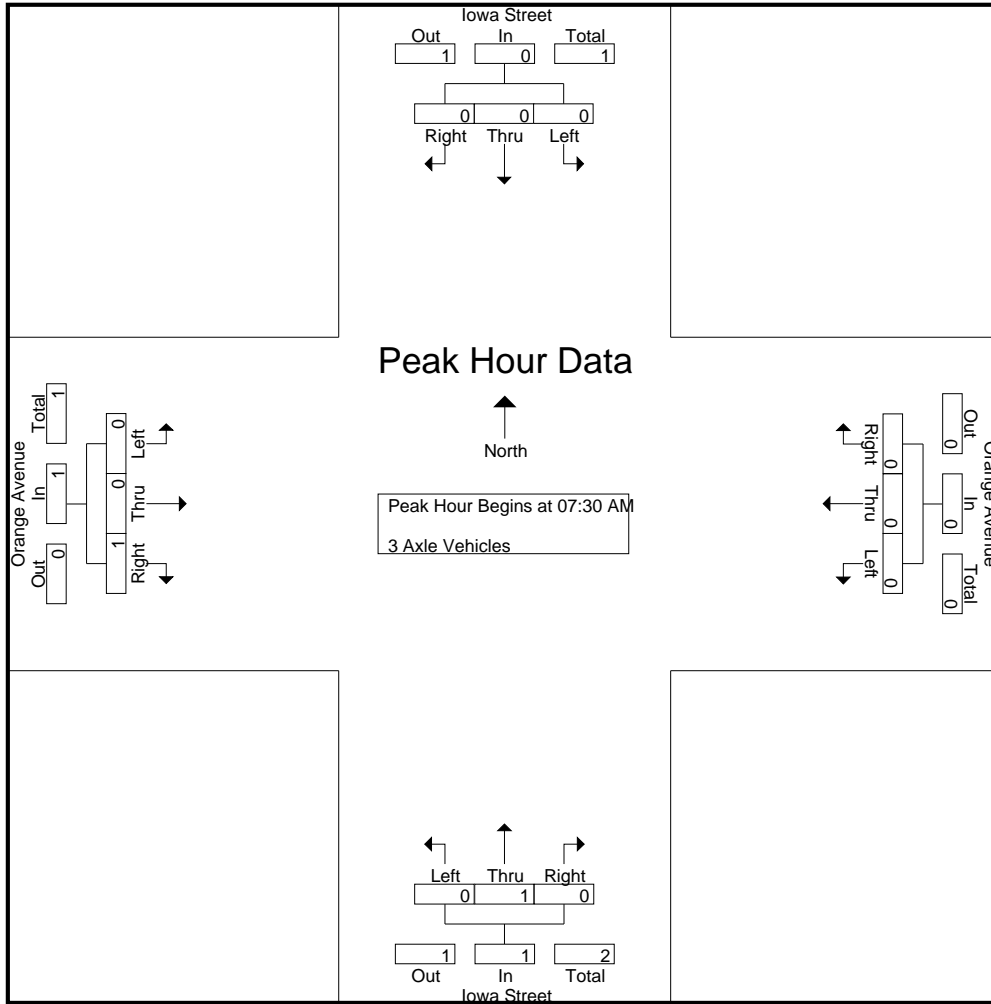 Iowa Street
Out In Total
1 0 1
0 0 0
Right Thru Left
Peak Hour Data
North
Peak Hour Begins at 07:30 AM
3 Axle Vehicles
Orange Avenue
Out In Total
0 1 1
Right Thru Left
1 0 0
Orange Avenue
Out In Total
0 0 0
Right Thru Left
0 0 0
Left Thru Right
0 1 0
1 1 2
Out In Total
Iowa Street